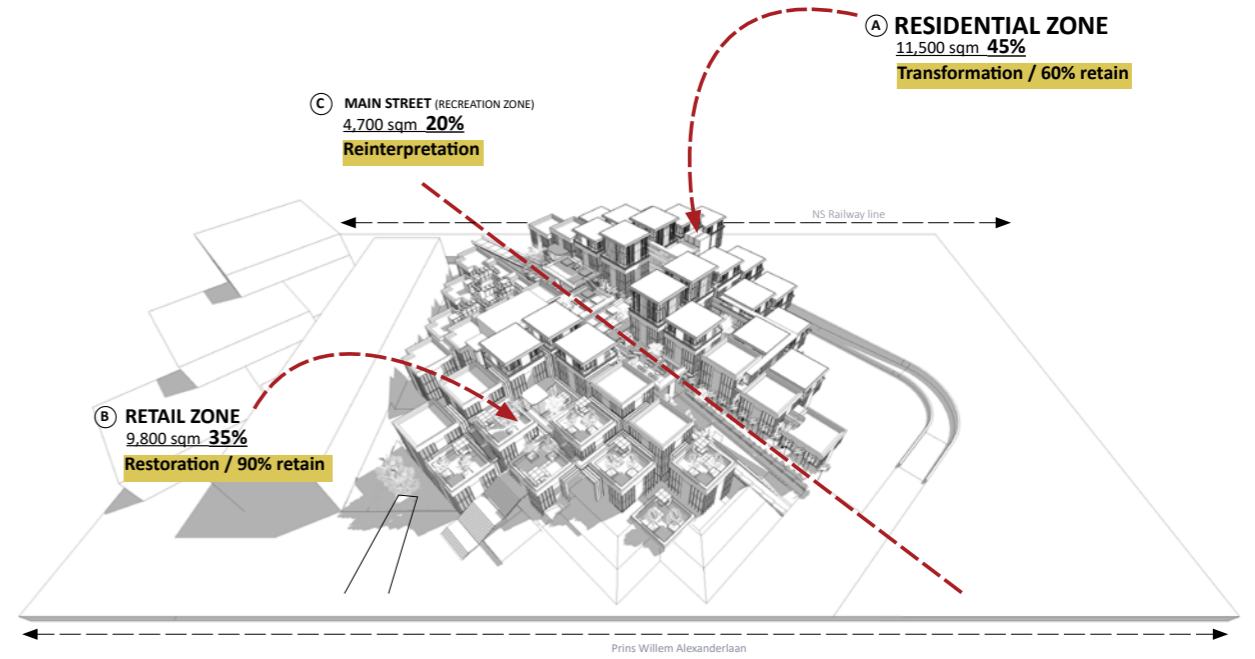 A RESIDENTIAL ZONE
11,500 sqm 45%
Transformation / 60% retain
C MAIN STREET (RECREATION ZONE)
4,700 sqm 20%
Reinterpretation
NS Railway line
B RETAIL ZONE
9,800 sqm 35%
Restoration / 90% retain
Prins Willem Alexanderlaan